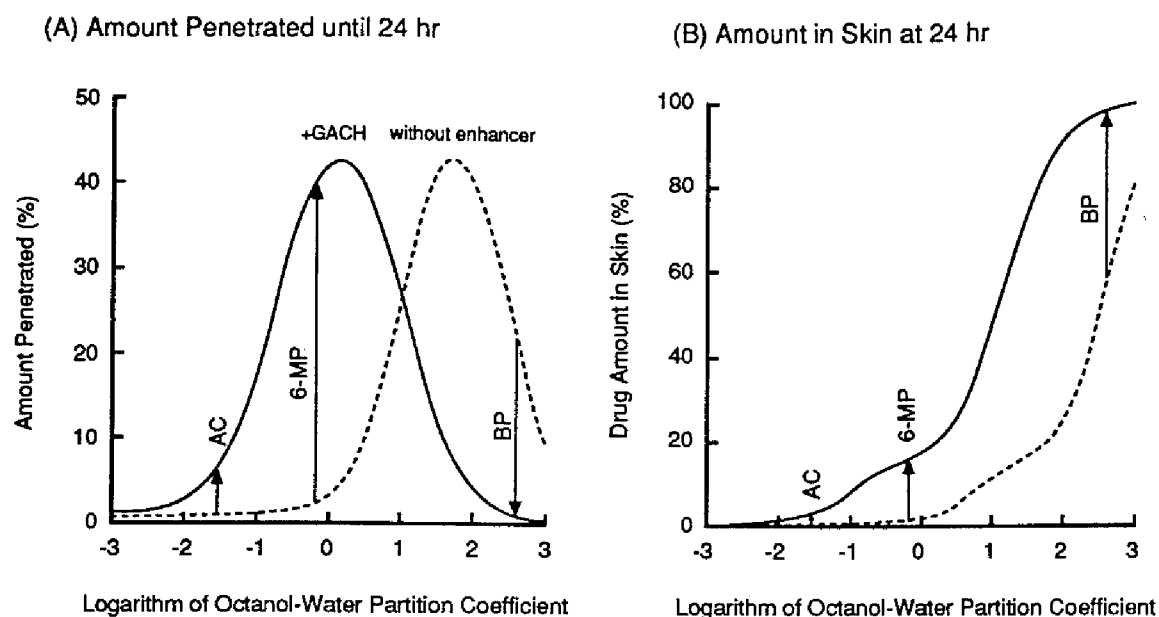 (A) Amount Penetrated until 24 hr
50
40
30
20
10
0
Amount Penetrated (%)
+GACH
without enhancer
AC
6-MP
BP
-3 -2 -1 0 1 2 3
Logarithm of Octanol-Water Partition Coefficient
(B) Amount in Skin at 24 hr
100
80
60
40
20
0
Drug Amount in Skin (%)
AC
6-MP
BP
-3 -2 -1 0 1 2 3
Logarithm of Octanol-Water Partition Coefficient